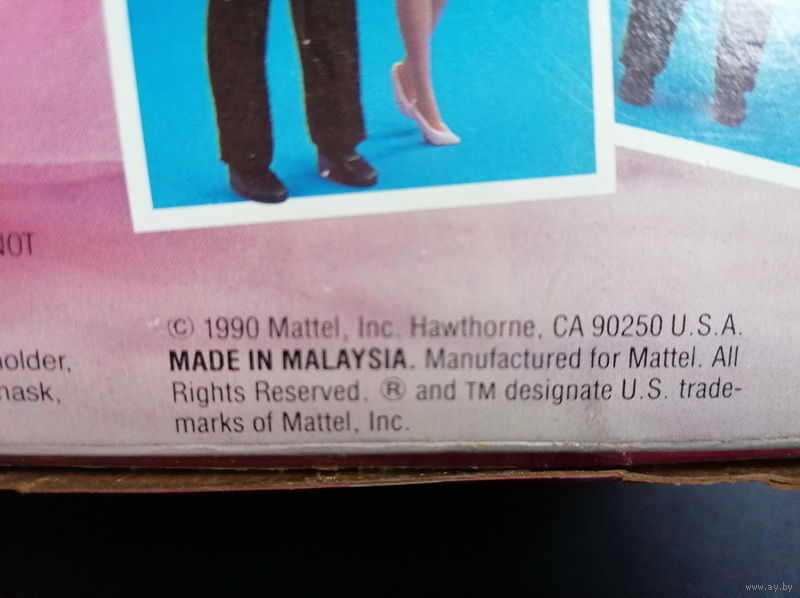 NOT
holder,
mask,
© 1990 Mattel, Inc. Hawthorne, CA 90250 U.S.A.
MADE IN MALAYSIA. Manufactured for Mattel. All
Rights Reserved. ® and TM designate U.S. trade-
marks of Mattel, Inc.
www.ay.by